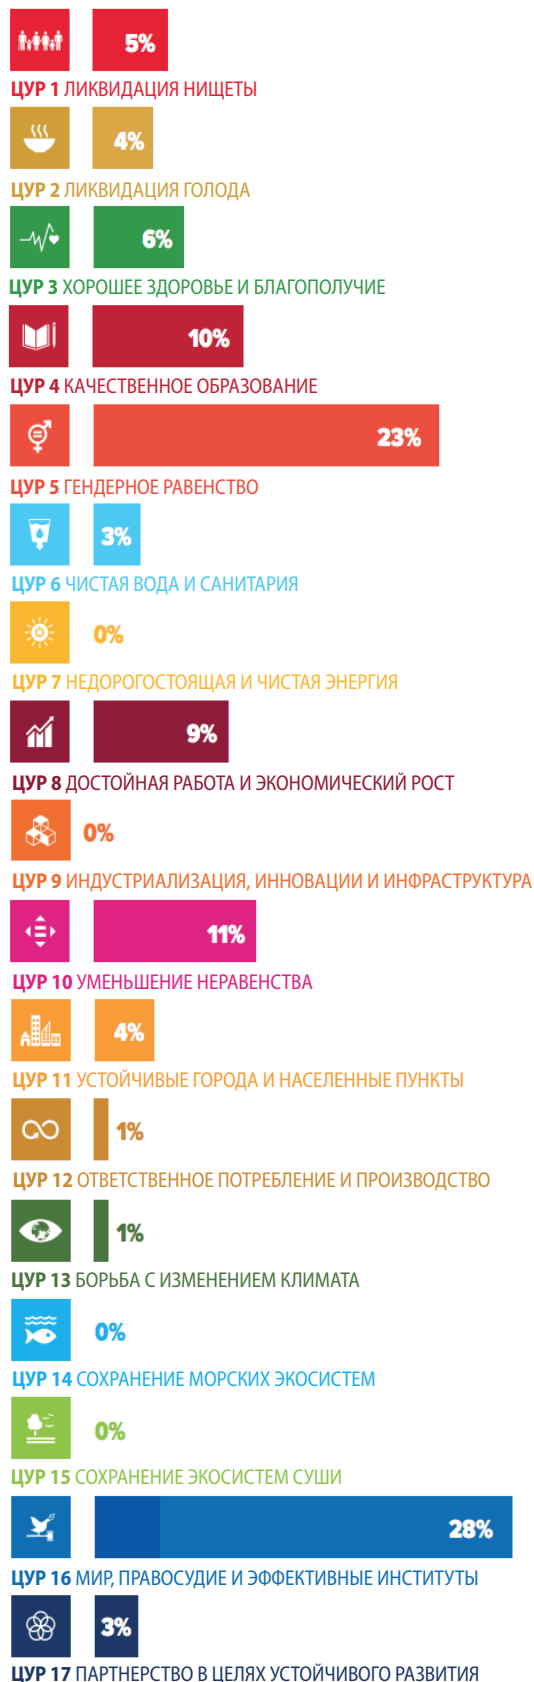 5%
ЦУР 1 ЛИКВИДАЦИЯ НИЩЕТЫ
4%
ЦУР 2 ЛИКВИДАЦИЯ ГОЛОДА
6%
ЦУР 3 ХОРОШЕЕ ЗДОРОВЬЕ И БЛАГОПОЛУЧИЕ
10%
ЦУР 4 КАЧЕСТВЕННОЕ ОБРАЗОВАНИЕ
23%
ЦУР 5 ГЕНДЕРНОЕ РАВЕНСТВО
3%
ЦУР 6 ЧИСТАЯ ВОДА И САНИТАРИЯ
0%
ЦУР 7 НЕДОРОГОСТОЯЩАЯ И ЧИСТАЯ ЭНЕРГИЯ
9%
ЦУР 8 ДОСТОЙНАЯ РАБОТА И ЭКОНОМИЧЕСКИЙ РОСТ
0%
ЦУР 9 ИНДУСТРИАЛИЗАЦИЯ, ИННОВАЦИИ И ИНФРАСТРУКТУРА
11%
ЦУР 10 УМЕНЬШЕНИЕ НЕРАВЕНСТВА
4%
ЦУР 11 УСТОЙЧИВЫЕ ГОРОДА И НАСЕЛЕННЫЕ ПУНКТЫ
1%
ЦУР 12 ОТВЕТСТВЕННОЕ ПОТРЕБЛЕНИЕ И ПРОИЗВОДСТВО
1%
ЦУР 13 БОРЬБА С ИЗМЕНЕНИЕМ КЛИМАТА
0%
ЦУР 14 СОХРАНЕНИЕ МОРСКИХ ЭКОСИСТЕМ
0%
ЦУР 15 СОХРАНЕНИЕ ЭКОСИСТЕМ СУШИ
28%
ЦУР 16 МИР, ПРАВОСУДИЕ И ЭФФЕКТИВНЫЕ ИНСТИТУТЫ
3%
ЦУР 17 ПАРТНЕРСТВО В ЦЕЛЯХ УСТОЙЧИВОГО РАЗВИТИЯ